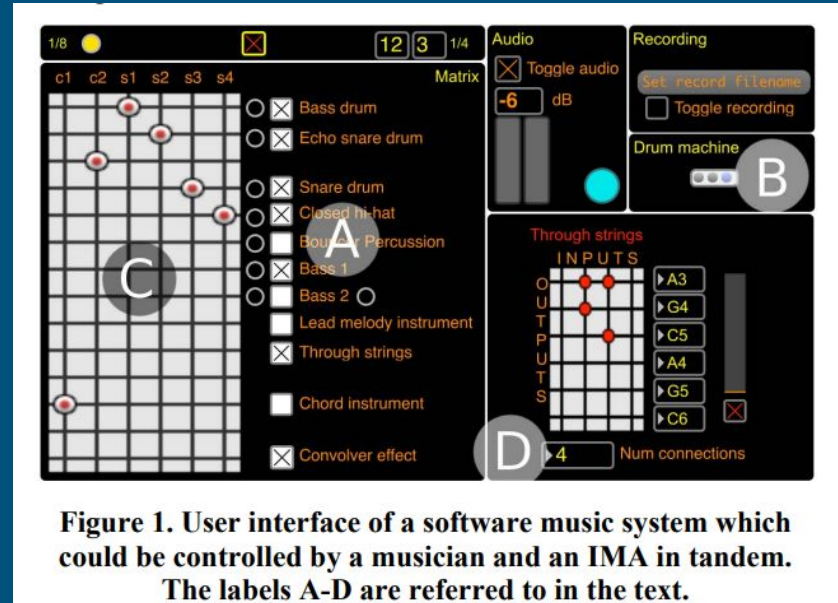 1/8
12 3 1/4
c1 c2 s1 s2 s3 s4 Matrix
Bass drum
Echo snare drum
Snare drum
Closed hi-hat
Bouncer Percussion
A
Bass 1
C
Bass 2
Lead melody instrument
Through strings
Chord instrument
Convolver effect
Audio
Toggle audio
-6 dB
Recording
Set record filename
Toggle recording
Drum machine
B
Through strings
INPUTS
OUTPUTS
A3
G4
C5
A4
G5
C6
D
4 Num connections
Figure 1. User interface of a software music system which
could be controlled by a musician and an IMA in tandem.
The labels A-D are referred to in the text.